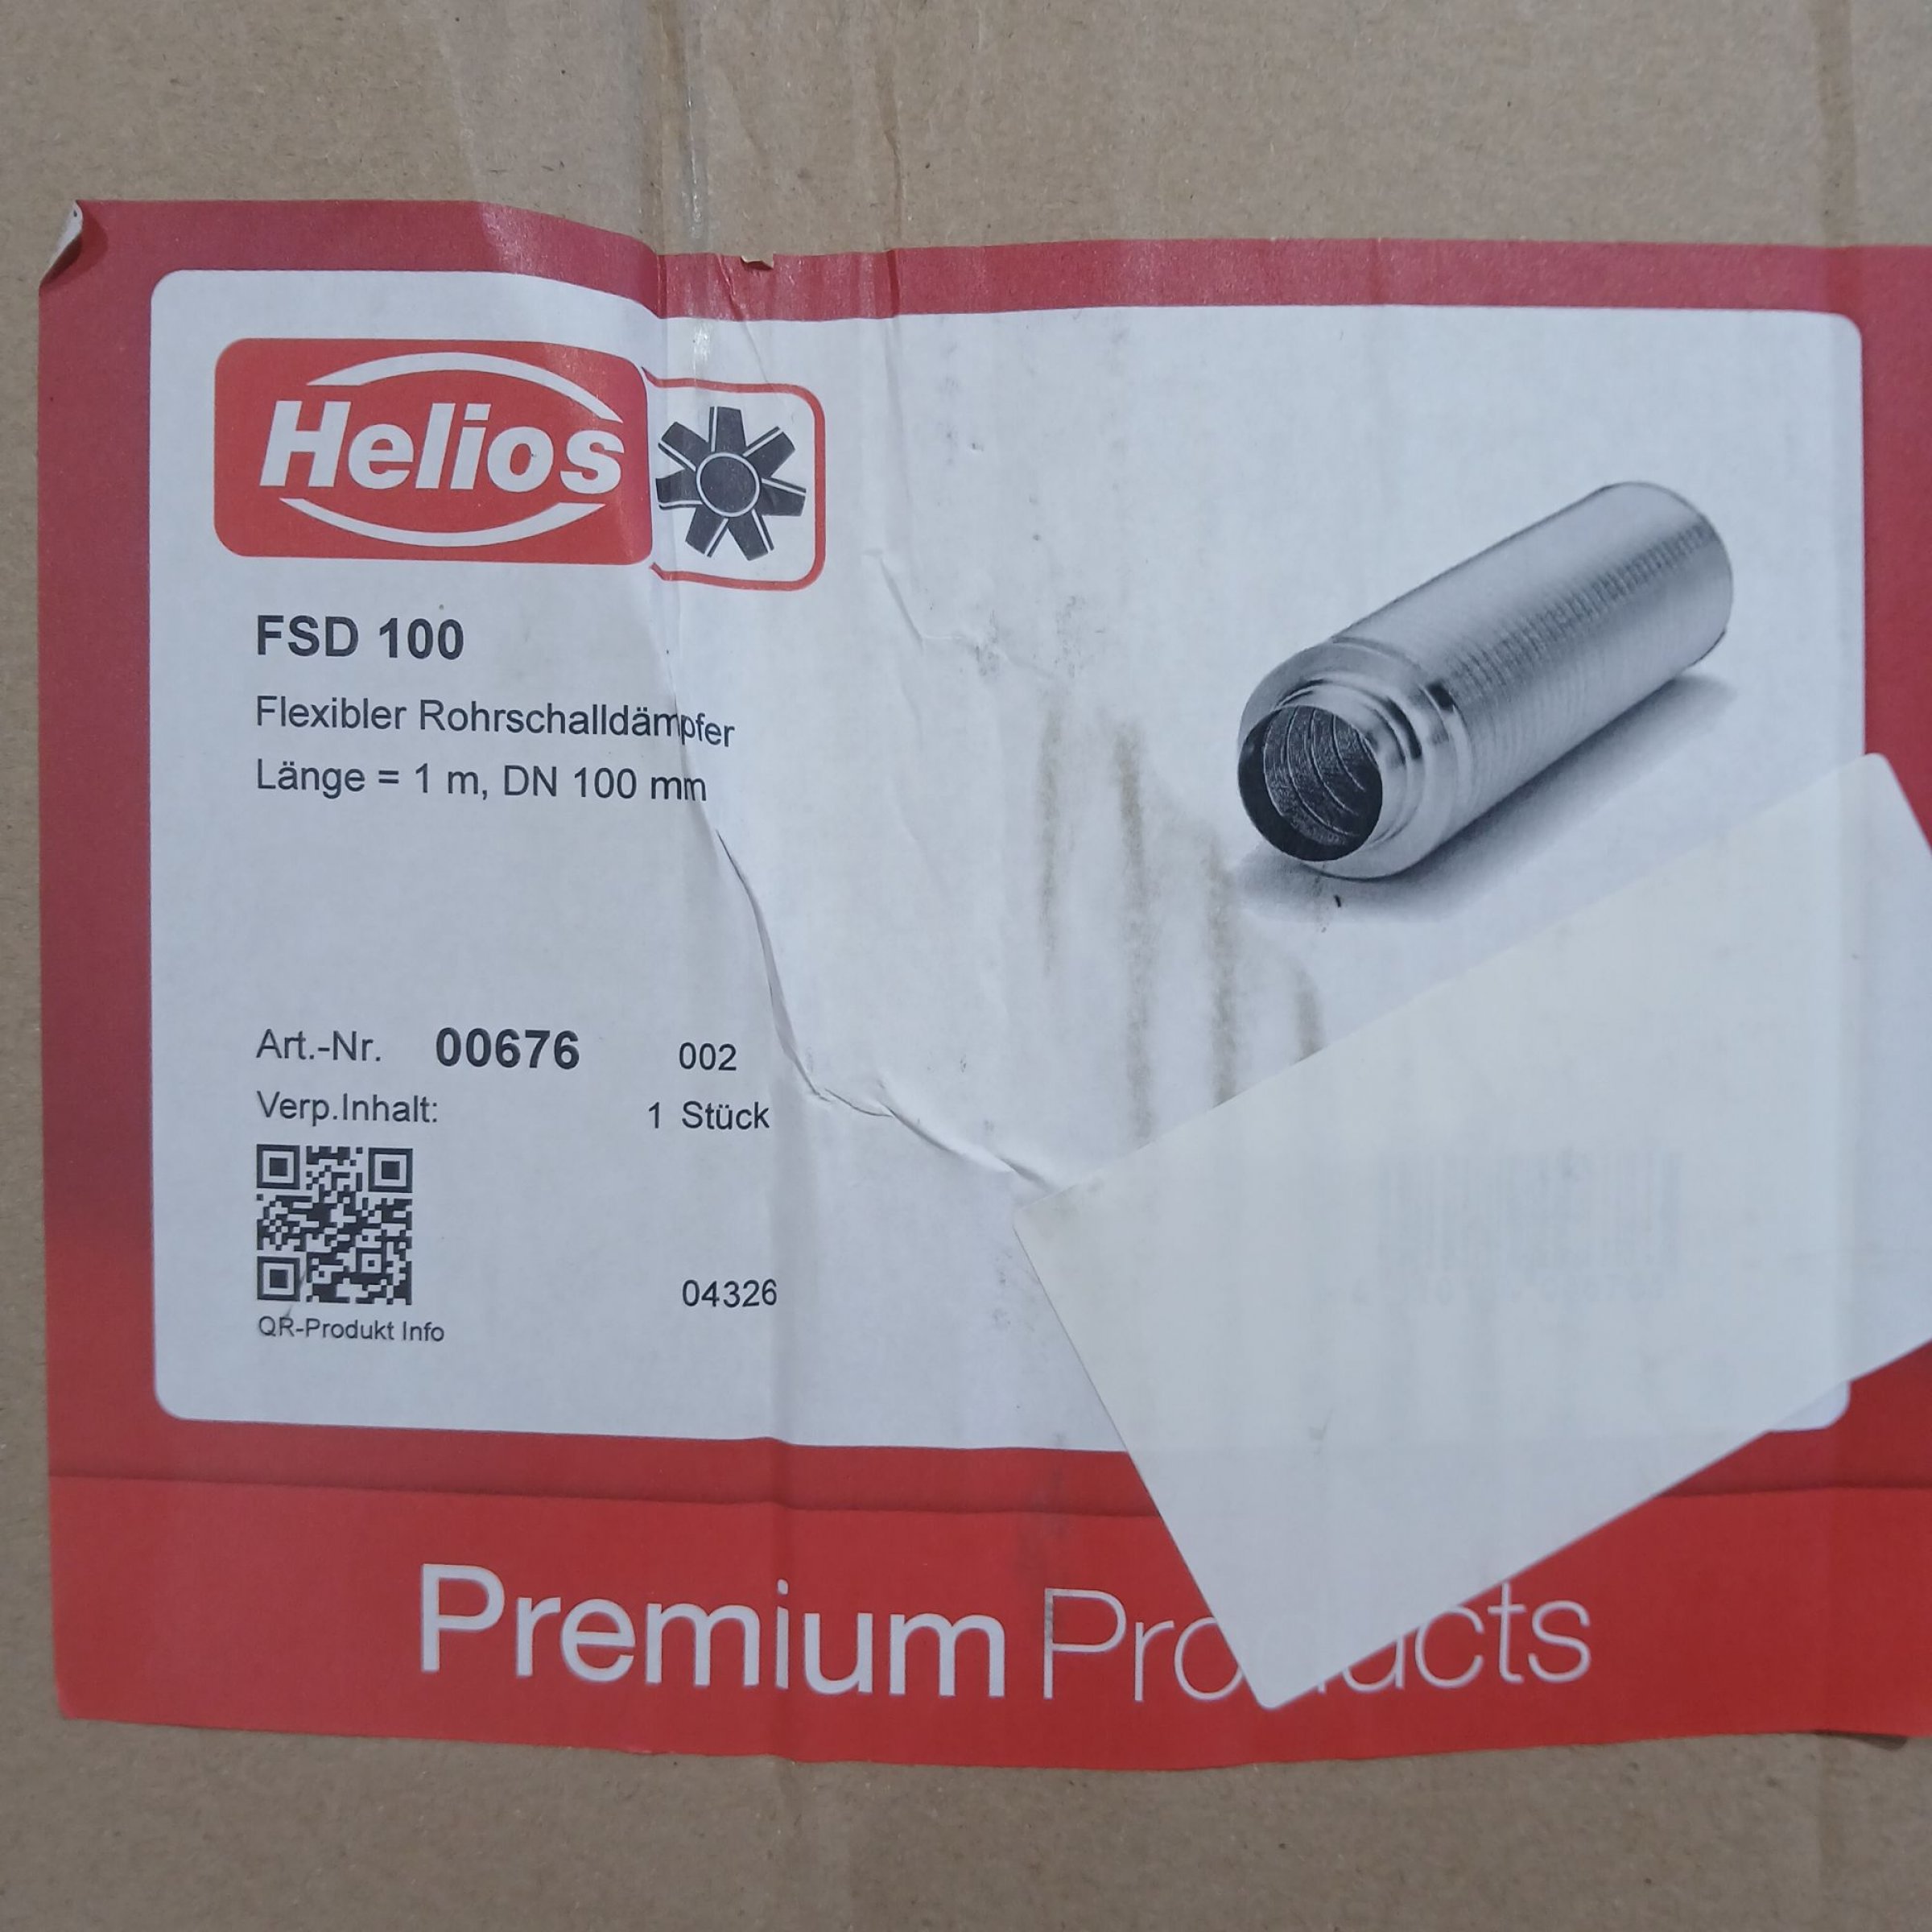 Helios
FSD 100
Flexibler Rohrschalldämpfer
Länge = 1 m, DN 100 mm
Art.-Nr. 00676 002
Verp.Inhalt: 1 Stück
04326
QR-Produkt Info
Premium